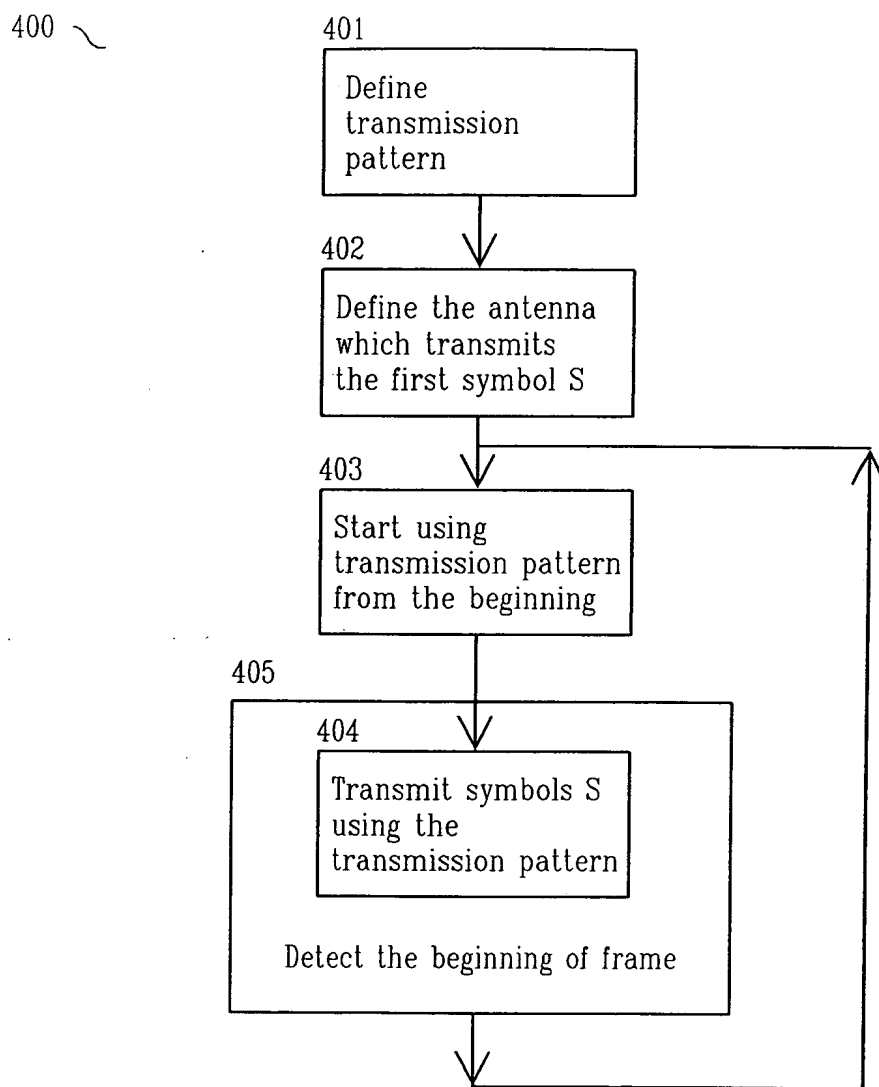 400
401
Define
transmission
pattern
402
Define the antenna
which transmits
the first symbol S
403
Start using
transmission pattern
from the beginning
405
404
Transmit symbols S
using the
transmission pattern
Detect the beginning of frame